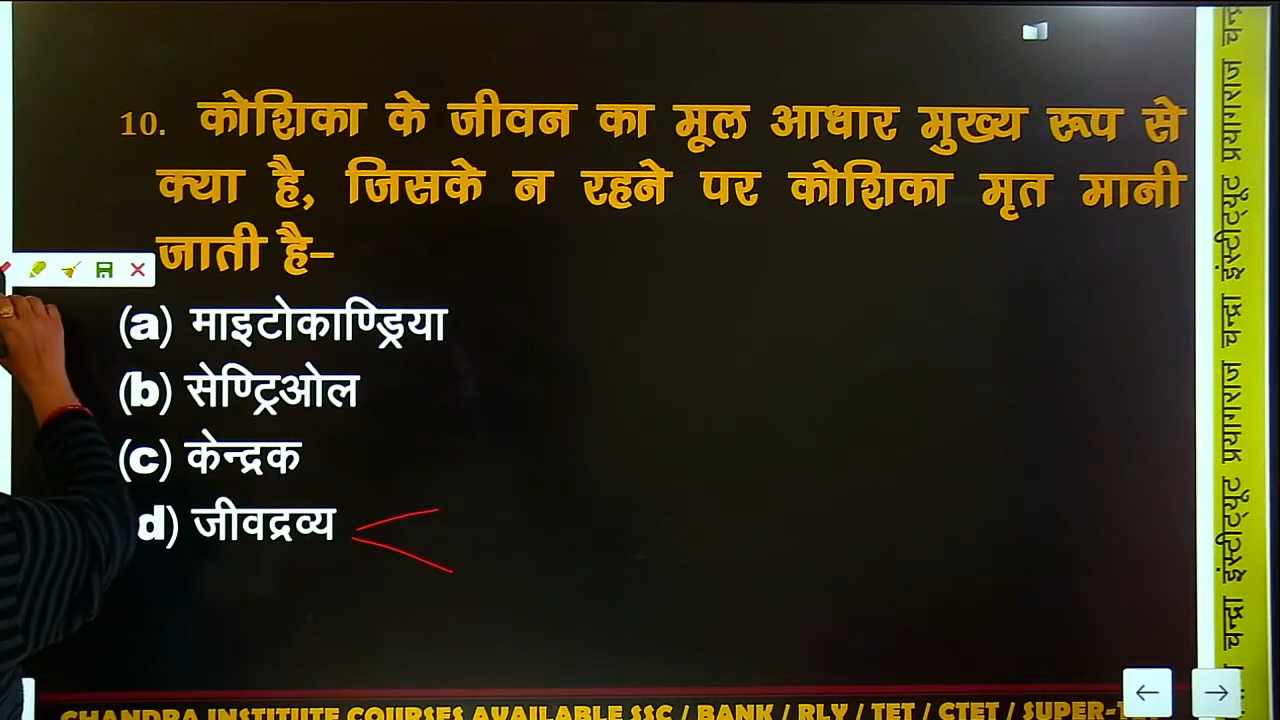 10. कोशिका के जीवन का मूल आधार मुख्य रूप से
क्या है, जिसके न रहने पर कोशिका मृत मानी
जाती है–
(a) माइटोकाण्ड्रिया
(b) सेण्ट्रिओल
(c) केन्द्रक
d) जीवद्रव्य
CHANDRA INSTITUTE COURSES AVAILABLE SSC / BANK / RLY / TET / CTET / SUPER-
चन्द्रा इंस्टीट्यूट प्रयागराज चन्द्रा इंस्टीट्यूट प्रयागराज